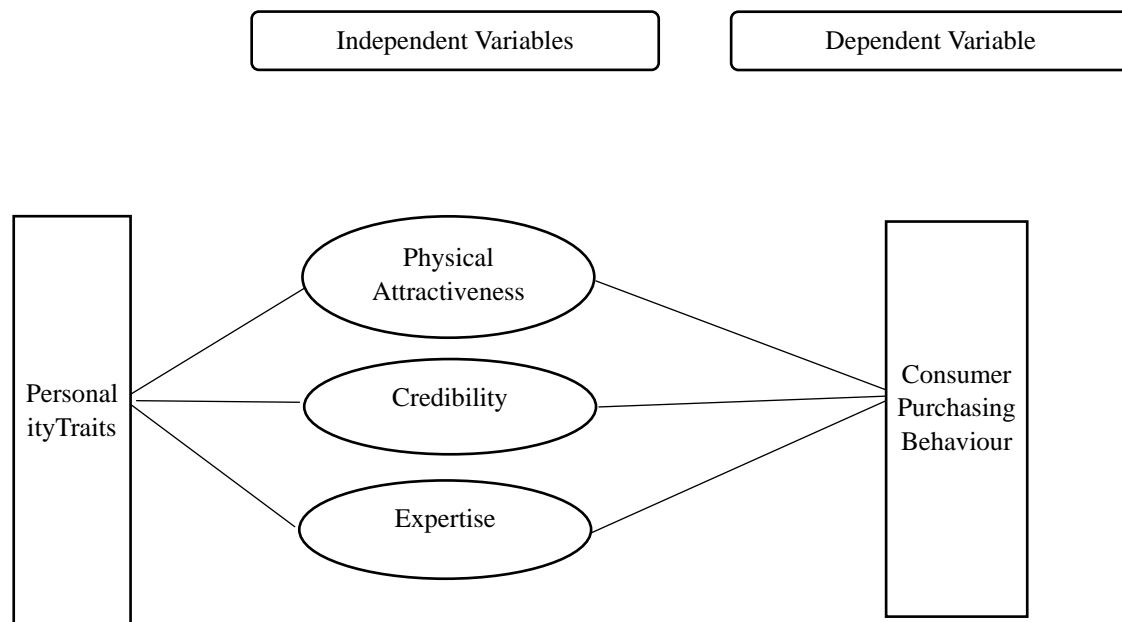 Independent Variables
Dependent Variable
Physical
Attractiveness
Personal
ityTraits
Credibility
Consumer
Purchasing
Behaviour
Expertise